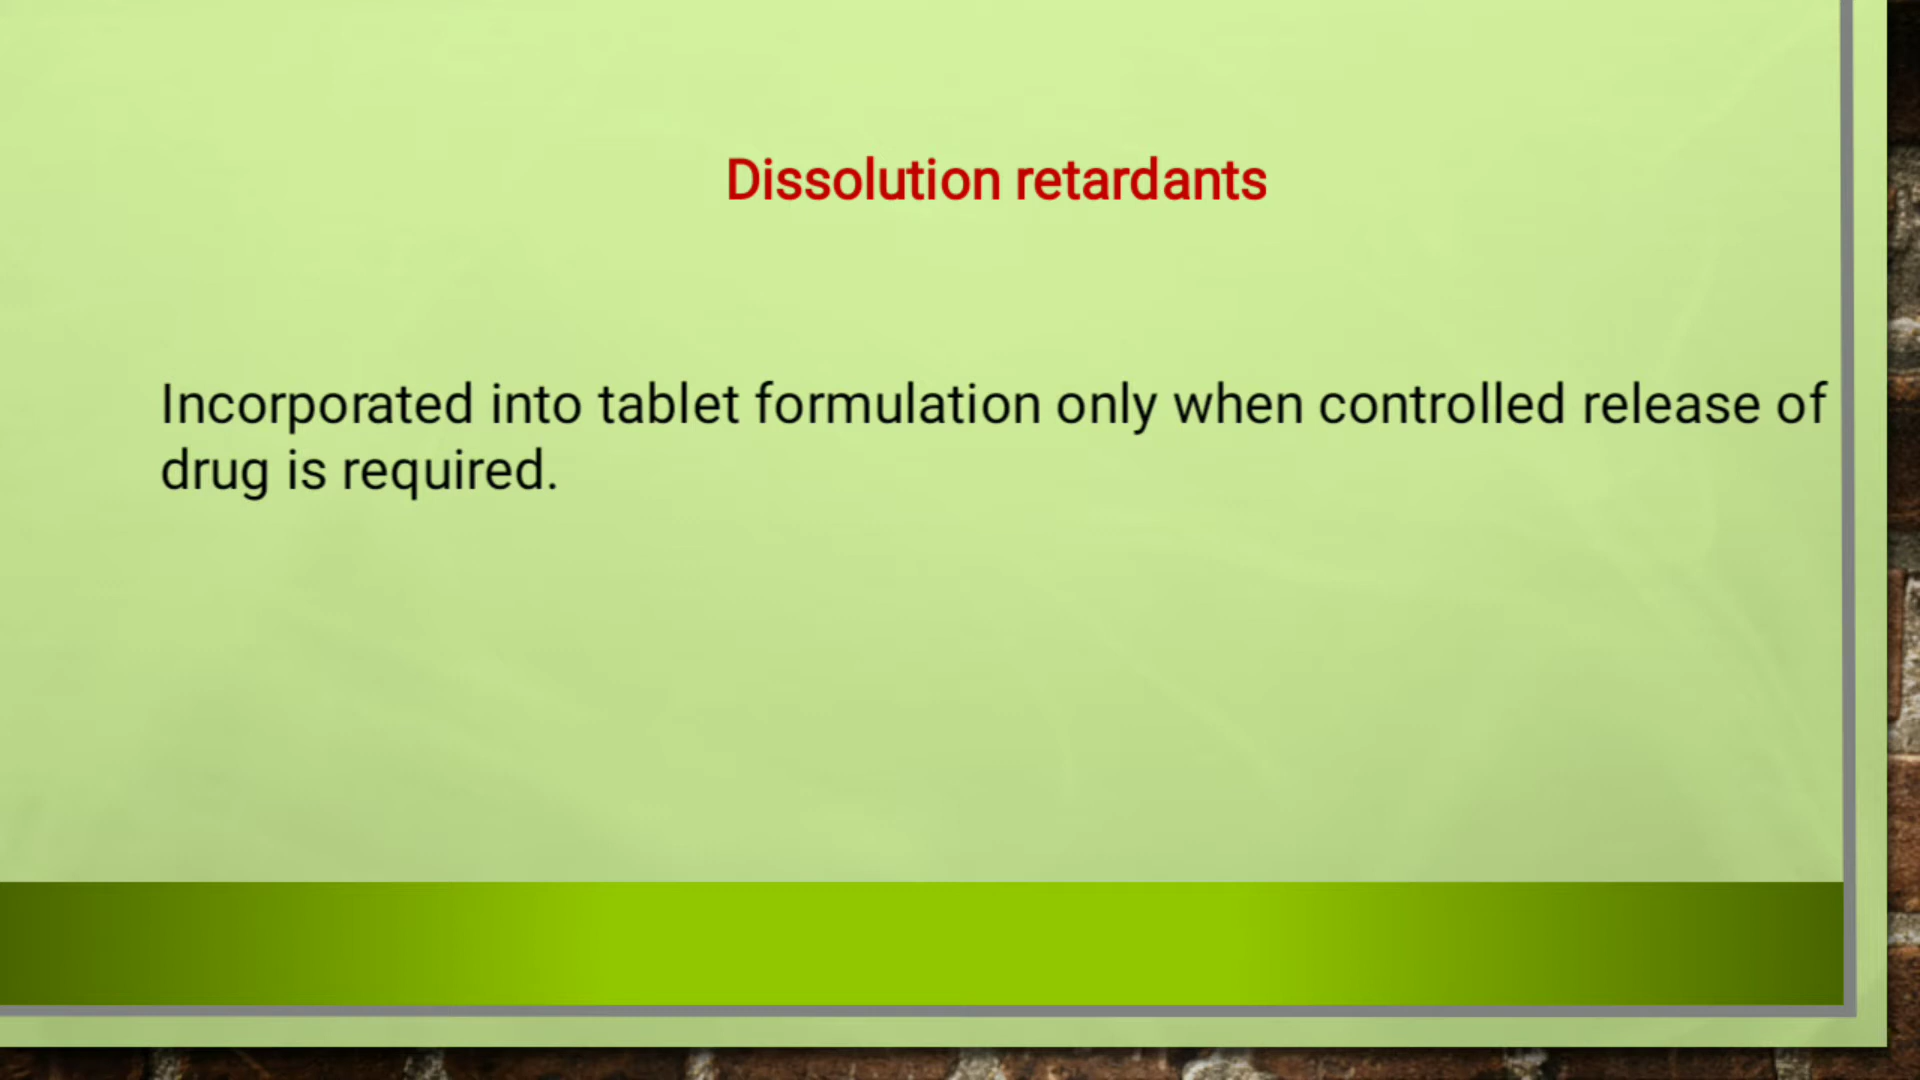 Dissolution retardants
Incorporated into tablet formulation only when controlled release of
drug is required.